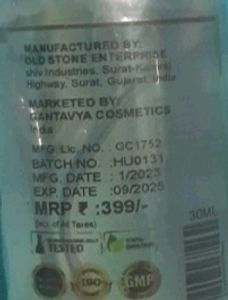 MANUFACTURED BY:
OLD STONE ENTERPRISE
shiv Industries, Surat-Kamrej
Highway, Surat, Gujarat, India
MARKETED BY:
GANTAVYA COSMETICS
India
MFG. Lic. NO. : GC1752
BATCH NO. :HU0131
MFG. DATE : 1/2023
EXP. DATE :09/2025
MRP ₹ :399/-
(Inc. of All Taxes)
30ML
TESTED
ISO
GMP